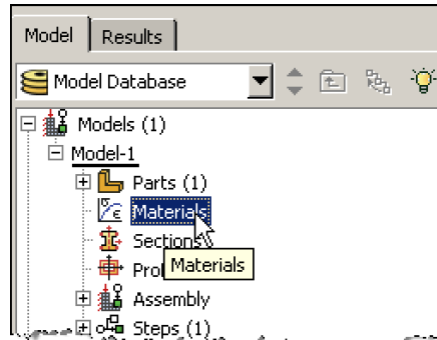 Model Results
Model Database
Models (1)
Model-1
Parts (1)
Materials
Sections
Materials
Assembly
Steps (1)